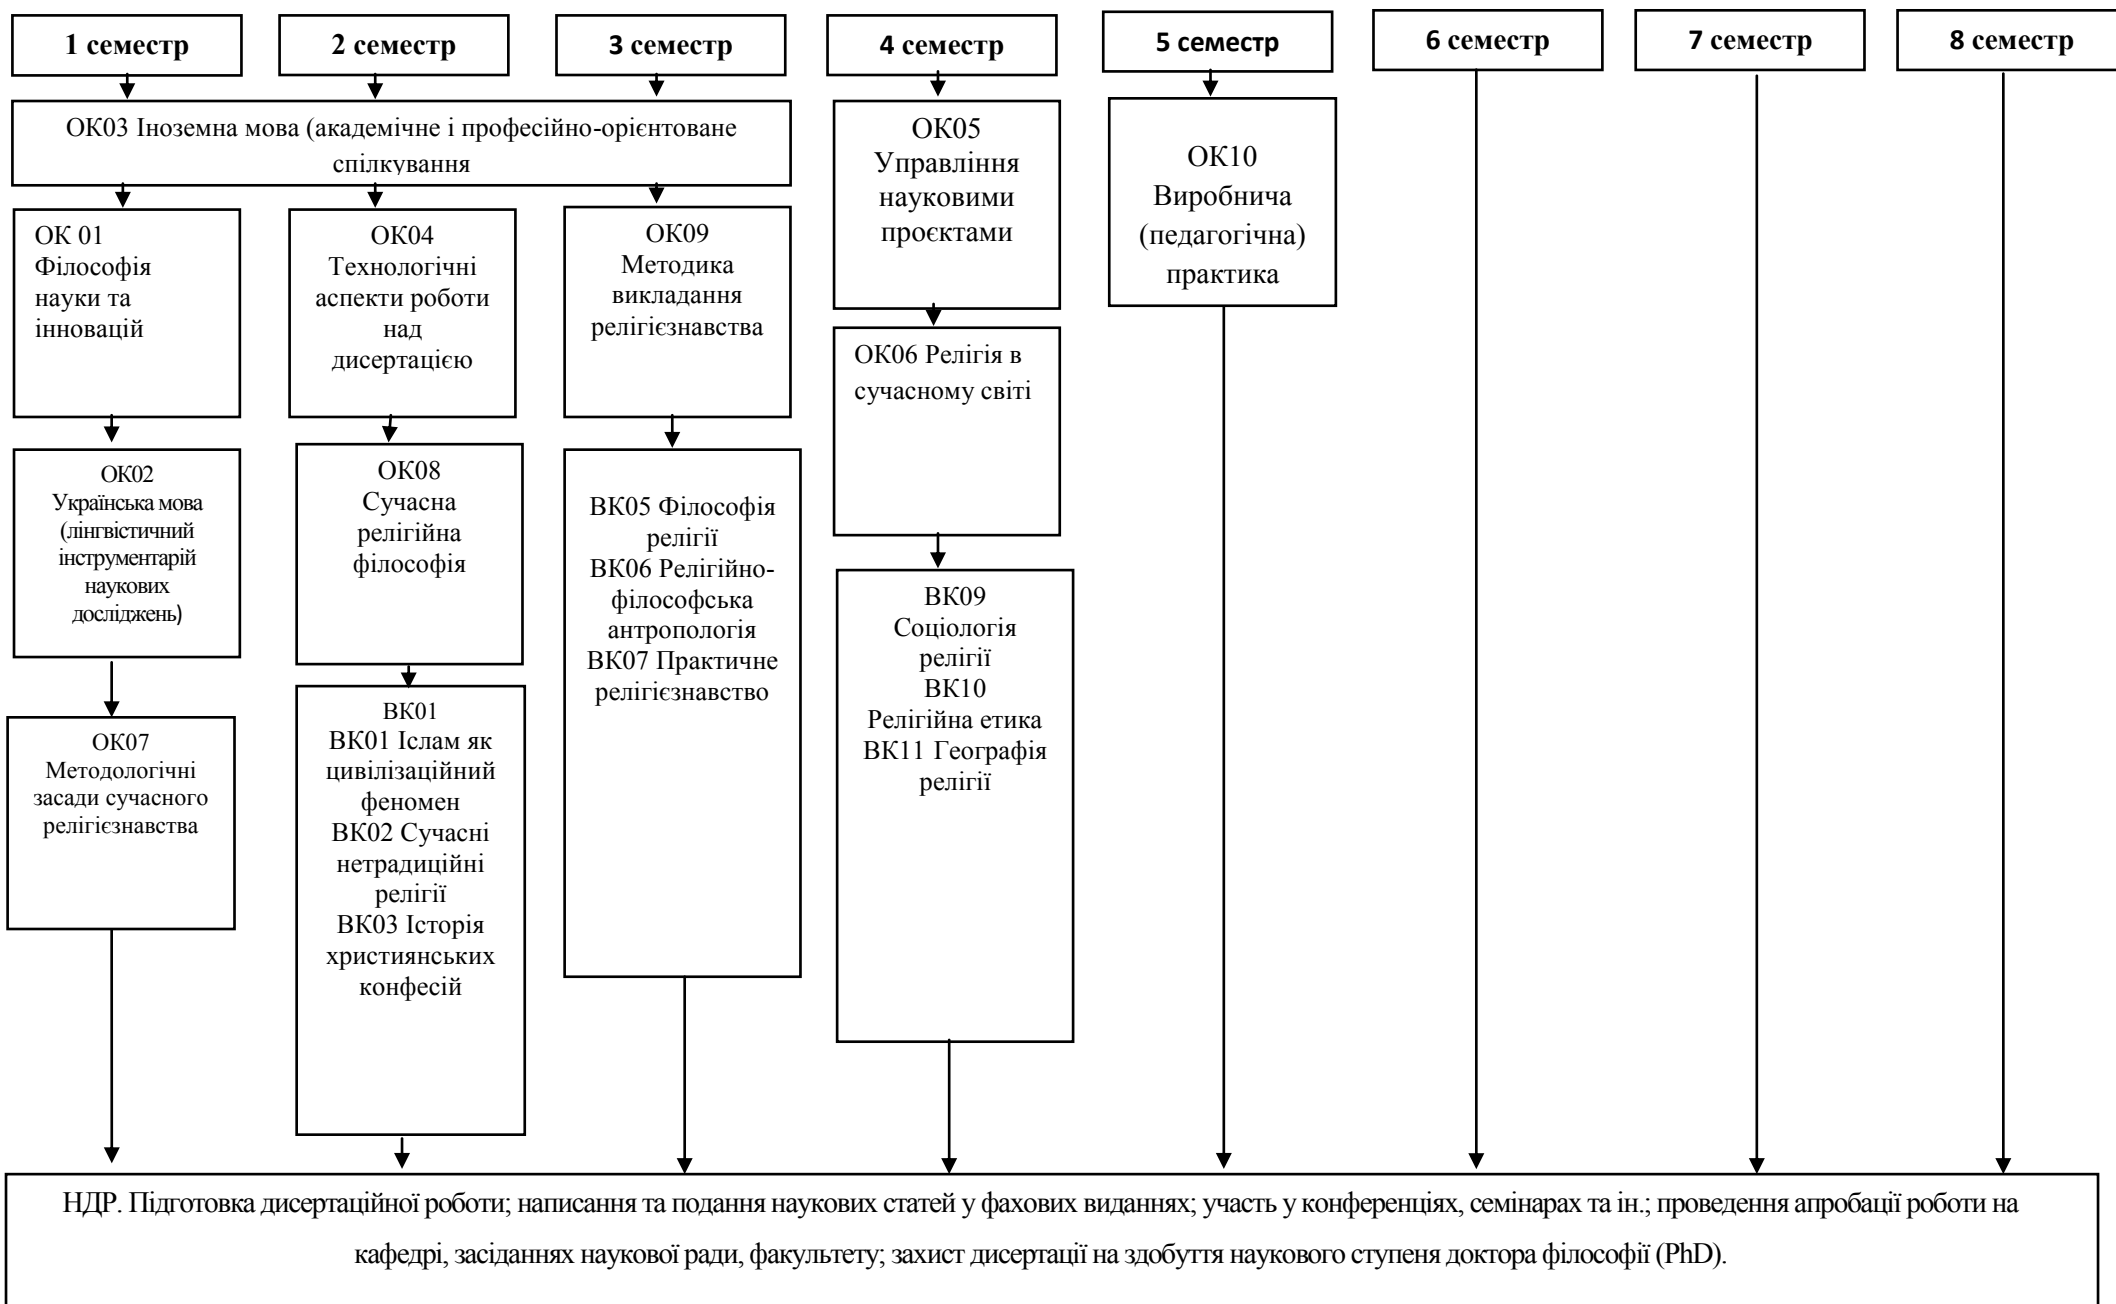 1 семестр
2 семестр
3 семестр
4 семестр
5 семестр
6 семестр
7 семестр
8 семестр
ОК03 Іноземна мова (академічне і професійно-орієнтоване
спілкування
ОК 01
Філософія
науки та
інновацій
ОК02
Українська мова
(лінгвістичний
інструментарій
наукових
досліджень)
ОК07
Методологічні
засади сучасного
релігієзнавства
ОК04
Технологічні
аспекти роботи
над
дисертацією
ОК08
Сучасна
релігійна
філософія
ВК01
ВК01 Іслам як
цивілізаційний
феномен
ВК02 Сучасні
нетрадиційні
релігії
ВК03 Історія
християнських
конфесій
ОК09
Методика
викладання
релігієзнавства
ВК05 Філософія
релігії
ВК06 Релігійно-
філософська
антропологія
ВК07 Практичне
релігієзнавство
ОК05
Управління
науковими
проєктами
ОК06 Релігія в
сучасному світі
ВК09
Соціологія
релігії
ВК10
Релігійна етика
ВК11 Географія
релігії
ОК10
Виробнича
(педагогічна)
практика
НДР. Підготовка дисертаційної роботи; написання та подання наукових статей у фахових виданнях; участь у конференціях, семінарах та ін.; проведення апробації роботи на
кафедрі, засіданнях наукової ради, факультету; захист дисертації на здобуття наукового ступеня доктора філософії (PhD).